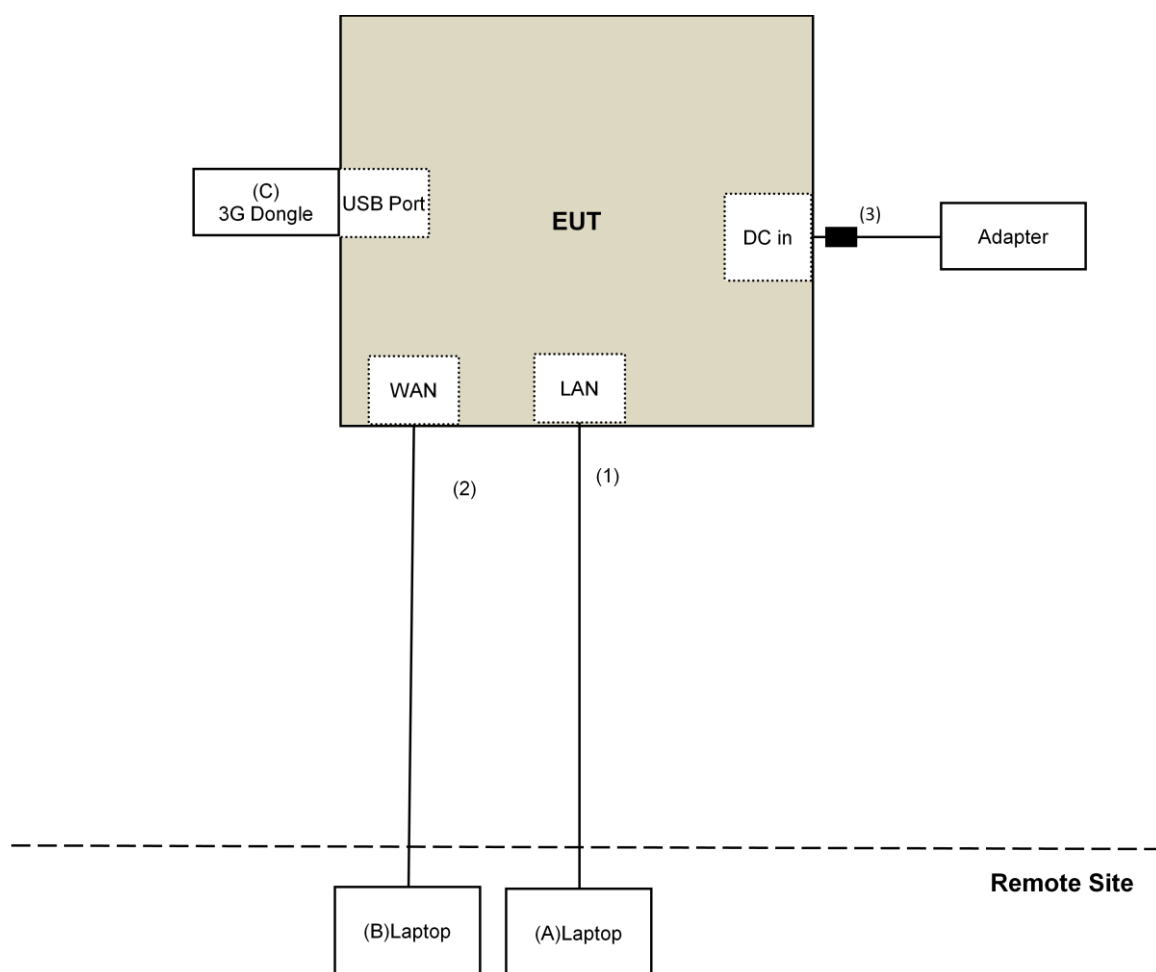 (C)
3G Dongle
USB Port
EUT
DC in
(3)
Adapter
WAN
LAN
(2)
(1)
Remote Site
(B)Laptop
(A)Laptop